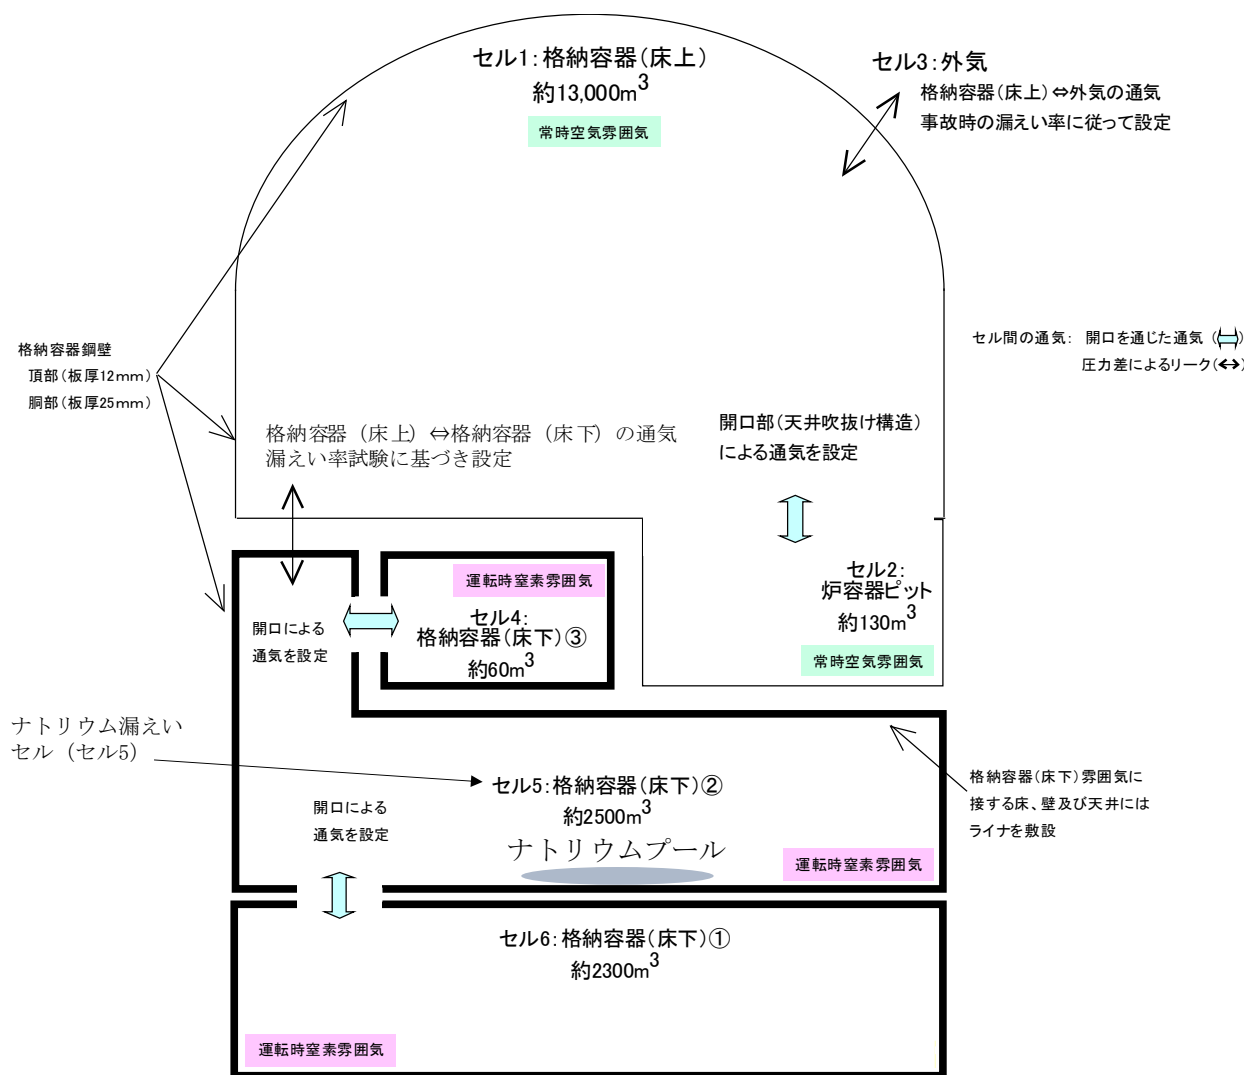 セル1:格納容器(床上)
約13,000m3
常時空気雰囲気
セル3:外気
格納容器(床上)⇔外気の通気
事故時の漏えい率に従って設定
格納容器鋼壁
頂部(板厚12mm)
胴部(板厚25mm)
セル間の通気: 開口を通じた通気(⇔)
圧力差によるリーク(↔)
格納容器(床上)⇔格納容器(床下)の通気
漏えい率試験に基づき設定
開口部(天井吹抜け構造)
による通気を設定
運転時窒素雰囲気
セル4:
格納容器(床下)③
約60m3
開口による
通気を設定
セル2:
炉容器ピット
約130m3
常時空気雰囲気
ナトリウム漏えい
セル(セル5)
セル5:格納容器(床下)②
約2500m3
ナトリウムプール
開口による
通気を設定
運転時窒素雰囲気
格納容器(床下)雰囲気に
接する床、壁及び天井には
ライナを敷設
セル6:格納容器(床下)①
約2300m3
運転時窒素雰囲気